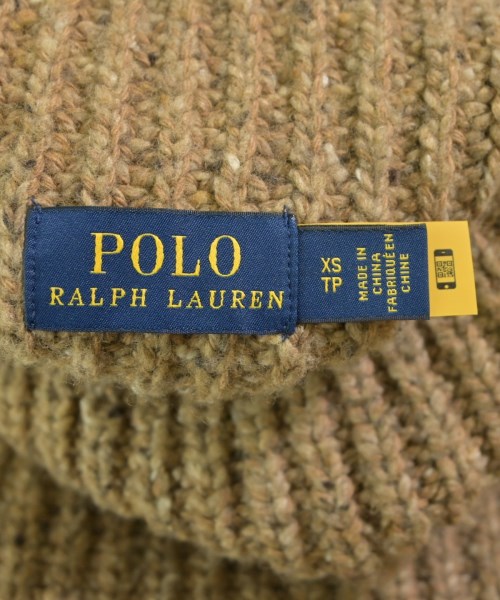 POLO
RALPH LAUREN
XS
TP
MADE IN
CHINA
FABRIQUÉ EN
CHINE